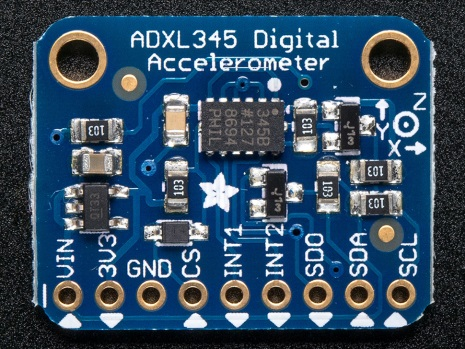 ADXL345 Digital
Accelerometer
345B
#127
8694
PHIL
103
103
103
103
103
103
Z
Y
X
VIN
3V3
GND
CS
INT1
INT2
SDO
SDA
SCL